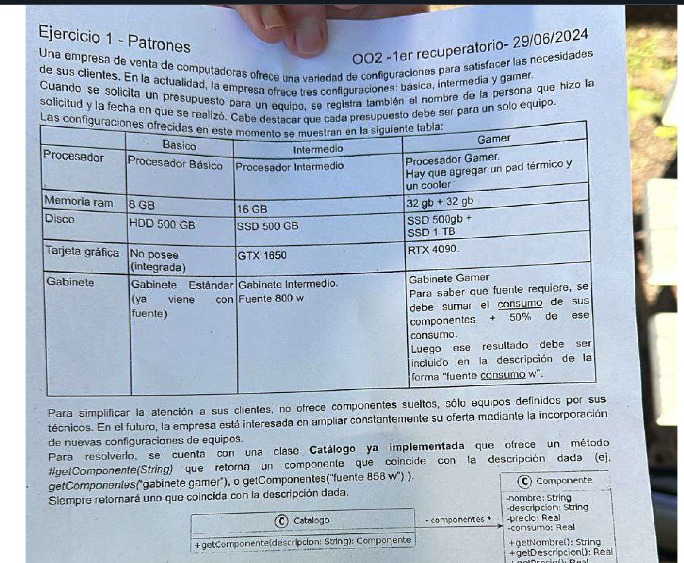 Ejercicio 1 - Patrones
OO2 -1er recuperatorio- 29/06/2024
Una empresa de venta de computadoras ofrece una variedad de configuraciones para satisfacer las necesidades
de sus clientes. En la actualidad, la empresa ofrece tres configuraciones: básica, intermedia y gamer.
Cuando se solicita un presupuesto para un equipo, se registra también el nombre de la persona que hizo la
solicitud y la fecha en que se realizó. Cabe destacar que cada presupuesto debe ser para un solo equipo.
Las configuraciones ofrecidas en este momento se muestran en la siguiente tabla:
Basico Intermedio Gamer
Procesador Procesador Básico Procesador Intermedio Procesador Gamer.
Hay que agregar un pad térmico y
un cooler
Memoria ram 8 GB 16 GB 32 gb + 32 gb
Disco HDD 500 GB SSD 500 GB SSD 500gb +
SSD 1 TB
Tarjeta gráfica No posee GTX 1650 RTX 4090.
(integrada)
Gabinete Gabinete Estándar Gabinete Intermedio. Gabinete Gamer
(ya viene con Fuente 800 w Para saber que fuente requiere, se
fuente) debe sumar el consumo de sus
componentes + 50% de ese
consumo.
Luego ese resultado debe ser
incluido en la descripción de la
forma "fuente consumo w".
Para simplificar la atención a sus clientes, no ofrece componentes sueltos, sólo equipos definidos por sus
técnicos. En el futuro, la empresa está interesada en ampliar constantemente su oferta mediante la incorporación
de nuevas configuraciones de equipos.
Para resolverlo, se cuenta con una clase Catálogo ya implementada que ofrece un método
#getComponente(String) que retorna un componente que coincide con la descripción dada (ej.
getComponentes("gabinete gamer"), o getComponentes("fuente 858 w") ).
Siempre retornará uno que coincida con la descripción dada.
C Catalogo
+getComponente(descripcion: String): Componente
- componentes *
C Componente
-nombre: String
-descripcion: String
-precio: Real
-consumo: Real
+getNombre(): String
+getDescripcion(): Real
+getPrecio(): Real